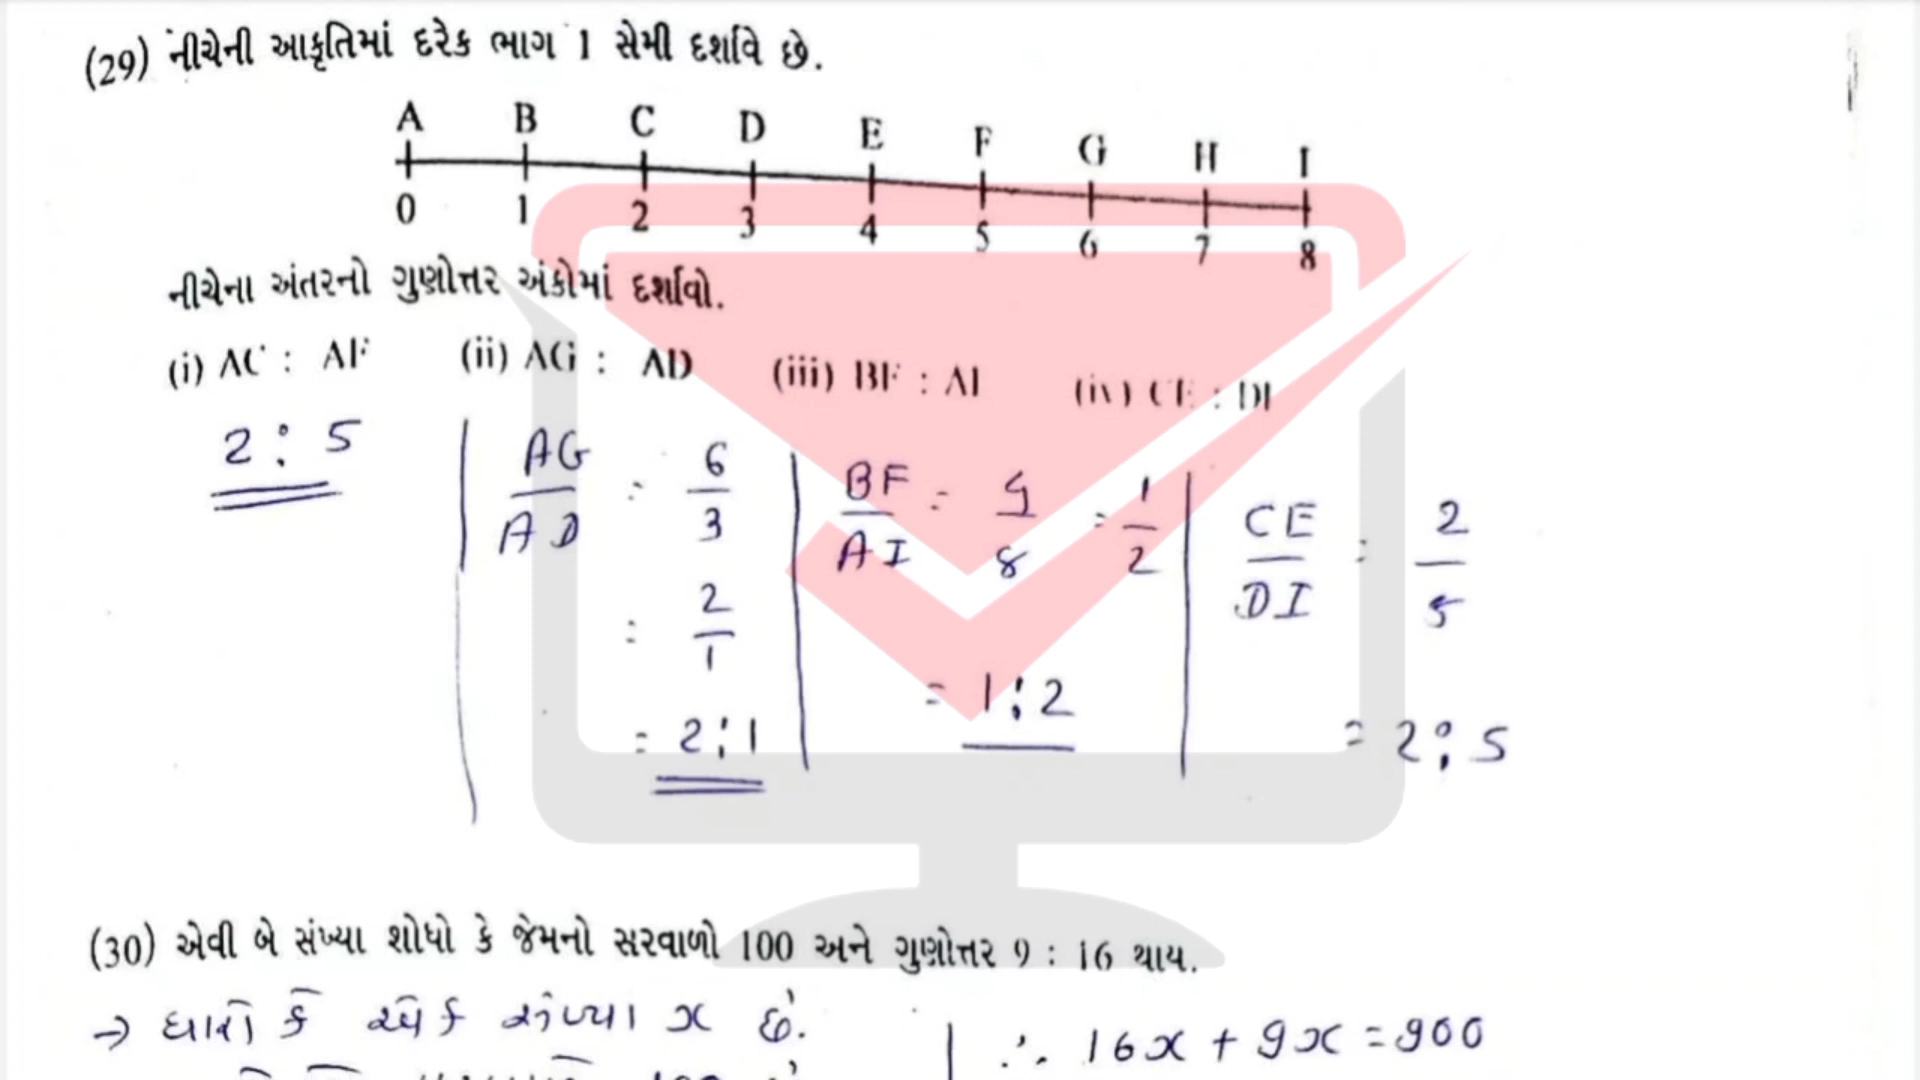 (29) નીચેની આકૃતિમાં દરેક ભાગ 1 સેમી દર્શાવે છે.
A B C D E F G H I
0 1 2 3 4 5 6 7 8
નીચેના અંતરનો ગુણોત્તર અંકોમાં દર્શાવો.
(i) AC : AF (ii) AG : AD (iii) BF : AI (iv) CE : DI
2 : 5
AG / AD = 6 / 3
= 2 / 1
= 2 : 1
BF / AI = 4 / 8 = 1 / 2
= 1 : 2
CE / DI = 2 / 5
= 2 : 5
(30) એવી બે સંખ્યા શોધો કે જેમનો સરવાળો 100 અને ગુણોત્તર 9 : 16 થાય.
→ ધારો કે એક સંખ્યા x છે.
∴ 16x + 9x = 900